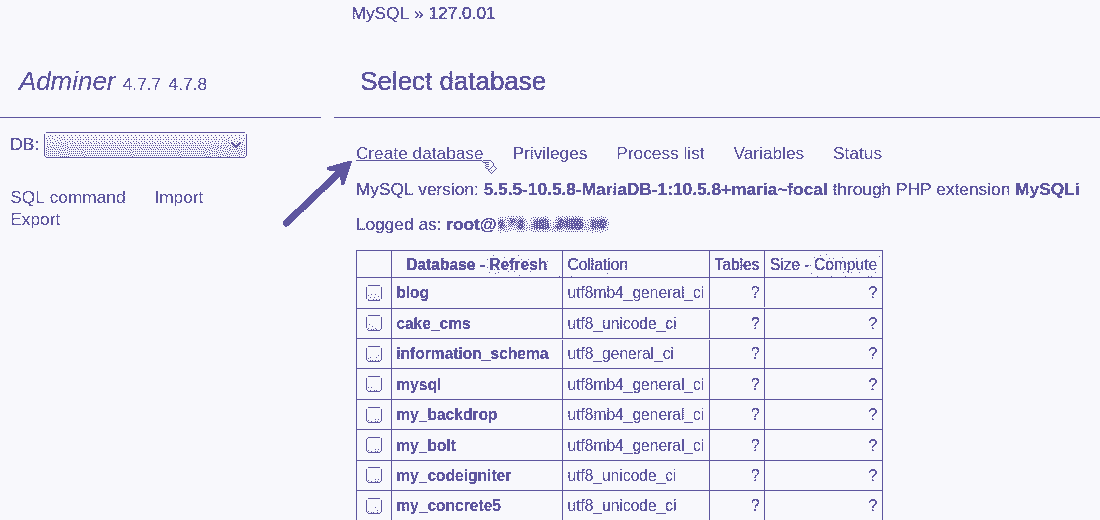 MySQL » 127.0.01
Adminer 4.7.7 4.7.8
Select database
DB:
SQL command Import
Export
Create database Privileges Process list Variables Status
MySQL version: 5.5.5-10.5.8-MariaDB-1:10.5.8+maria~focal through PHP extension MySQLi
Logged as: root@
Database - Refresh Collation Tables Size - Compute
blog utf8mb4_general_ci ? ?
cake_cms utf8_unicode_ci ? ?
information_schema utf8_general_ci ? ?
mysql utf8mb4_general_ci ? ?
my_backdrop utf8mb4_general_ci ? ?
my_bolt utf8mb4_general_ci ? ?
my_codeigniter utf8_unicode_ci ? ?
my_concrete5 utf8_unicode_ci ? ?